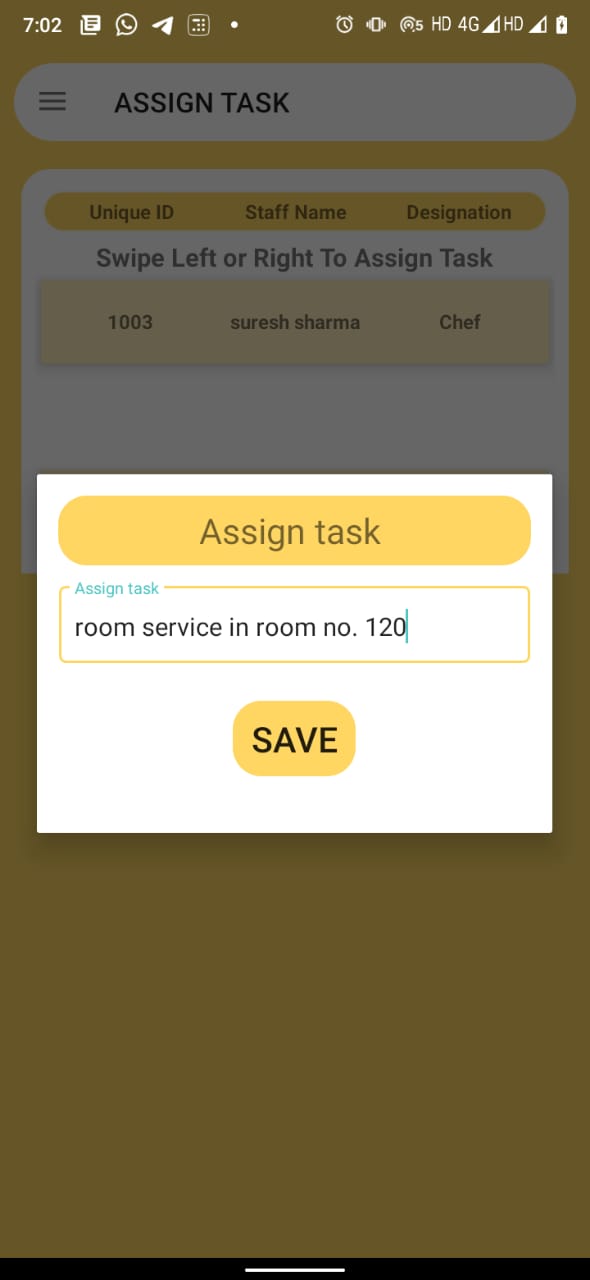 7:02 5 HD 4G HD
ASSIGN TASK
Unique ID Staff Name Designation
Swipe Left or Right To Assign Task
1003 suresh sharma Chef
Assign task
Assign task
room service in room no. 120
SAVE